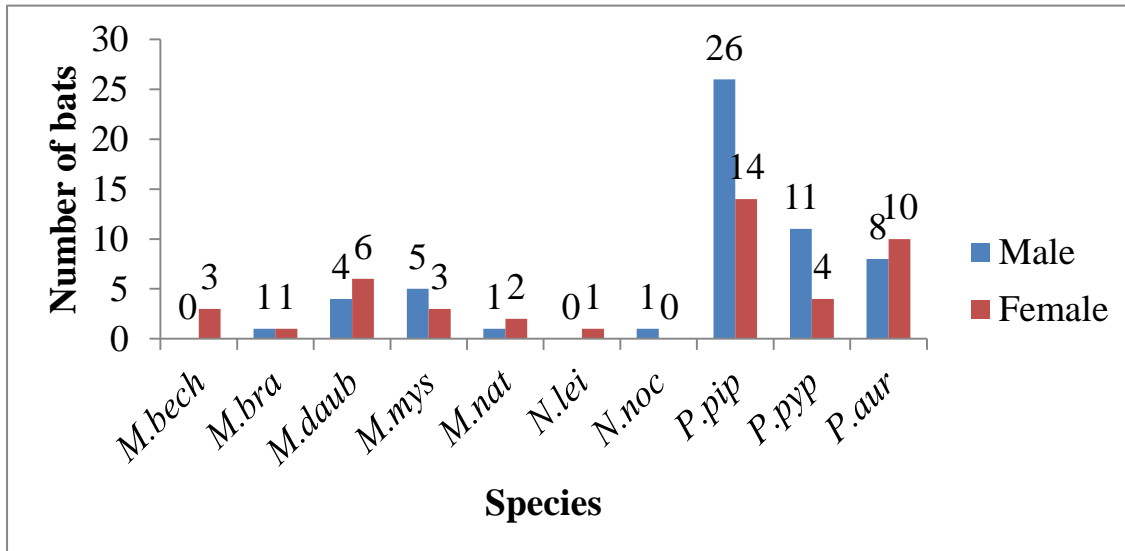 Number of bats
30
25
20
15
10
5
0
0 3
1 1
4 6
5 3
1 2
0 1
1 0
26 14
11 4
8 10
M.bech
M.bra
M.daub
M.mys
M.nat
N.lei
N.noc
P.pip
P.pyp
P.aur
Species
Male
Female